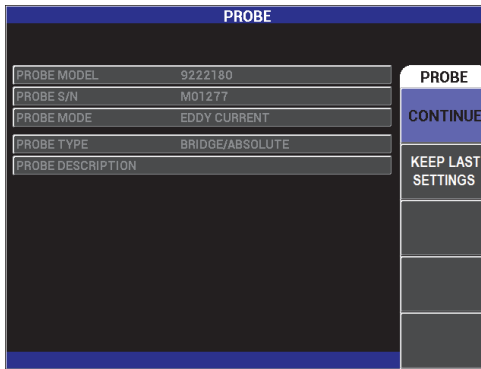 PROBE
PROBE MODEL 9222180
PROBE S/N M01277
PROBE MODE EDDY CURRENT
PROBE TYPE BRIDGE/ABSOLUTE
PROBE DESCRIPTION
PROBE
CONTINUE
KEEP LAST
SETTINGS